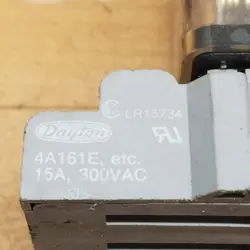 LR15734
Dayton
4A161E, etc.
15A, 300VAC